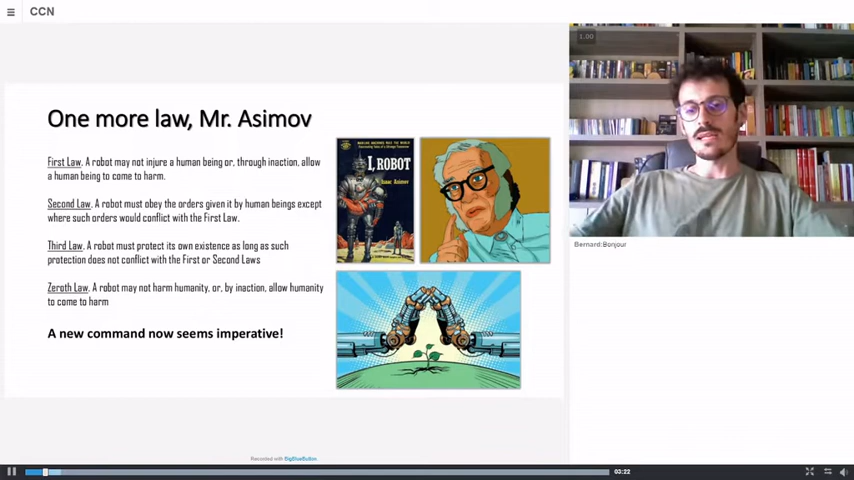 CCN
1.00
One more law, Mr. Asimov
First Law. A robot may not injure a human being or, through inaction, allow
a human being to come to harm.
Second Law. A robot must obey the orders given it by human beings except
where such orders would conflict with the First Law.
Third Law. A robot must protect its own existence as long as such
protection does not conflict with the First or Second Laws
Zeroth Law. A robot may not harm humanity, or, by inaction, allow humanity
to come to harm
A new command now seems imperative!
I, ROBOT
Isaac Asimov
Bernard:Bonjour
Recorded with BigBlueButton
03:22